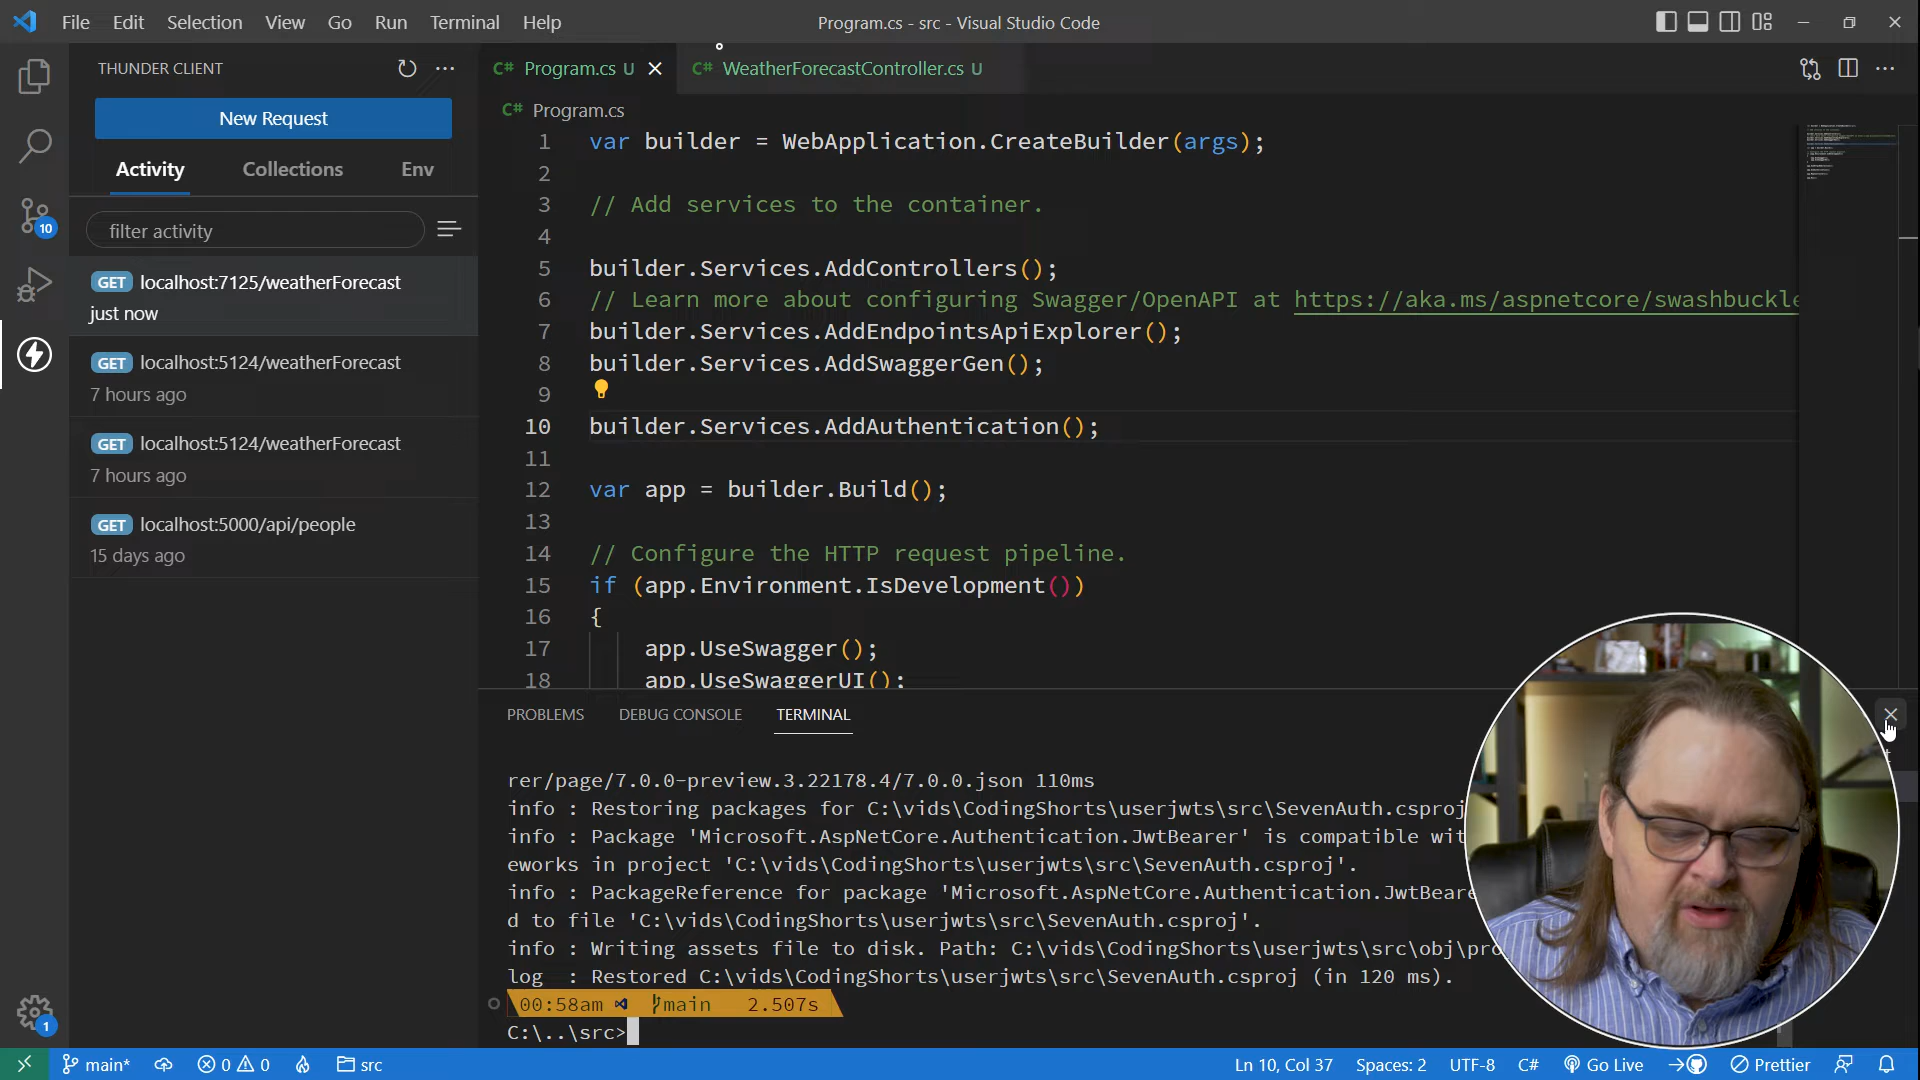 File Edit Selection View Go Run Terminal Help
Program.cs - src - Visual Studio Code
THUNDER CLIENT
New Request
Activity Collections Env
filter activity
GET localhost:7125/weatherForecast
just now
GET localhost:5124/weatherForecast
7 hours ago
GET localhost:5124/weatherForecast
7 hours ago
GET localhost:5000/api/people
15 days ago
10
1
C# Program.cs U
C# WeatherForecastController.cs U
C# Program.cs
1 var builder = WebApplication.CreateBuilder(args);
2
3 // Add services to the container.
4
5 builder.Services.AddControllers();
6 // Learn more about configuring Swagger/OpenAPI at https://aka.ms/aspnetcore/swashbuckle
7 builder.Services.AddEndpointsApiExplorer();
8 builder.Services.AddSwaggerGen();
9
10 builder.Services.AddAuthentication();
11
12 var app = builder.Build();
13
14 // Configure the HTTP request pipeline.
15 if (app.Environment.IsDevelopment())
16 {
17 app.UseSwagger();
18 app.UseSwaggerUI();
PROBLEMS DEBUG CONSOLE TERMINAL
rer/page/7.0.0-preview.3.22178.4/7.0.0.json 110ms
info : Restoring packages for C:\vids\CodingShorts\userjwts\src\SevenAuth.csproj
info : Package 'Microsoft.AspNetCore.Authentication.JwtBearer' is compatible wit
eworks in project 'C:\vids\CodingShorts\userjwts\src\SevenAuth.csproj'.
info : PackageReference for package 'Microsoft.AspNetCore.Authentication.JwtBeare
d to file 'C:\vids\CodingShorts\userjwts\src\SevenAuth.csproj'.
info : Writing assets file to disk. Path: C:\vids\CodingShorts\userjwts\src\obj\pro
log : Restored C:\vids\CodingShorts\userjwts\src\SevenAuth.csproj (in 120 ms).
00:58am main 2.507s
C:\..\src>
main* 0 0 src
Ln 10, Col 37 Spaces: 2 UTF-8 C# Go Live Prettier